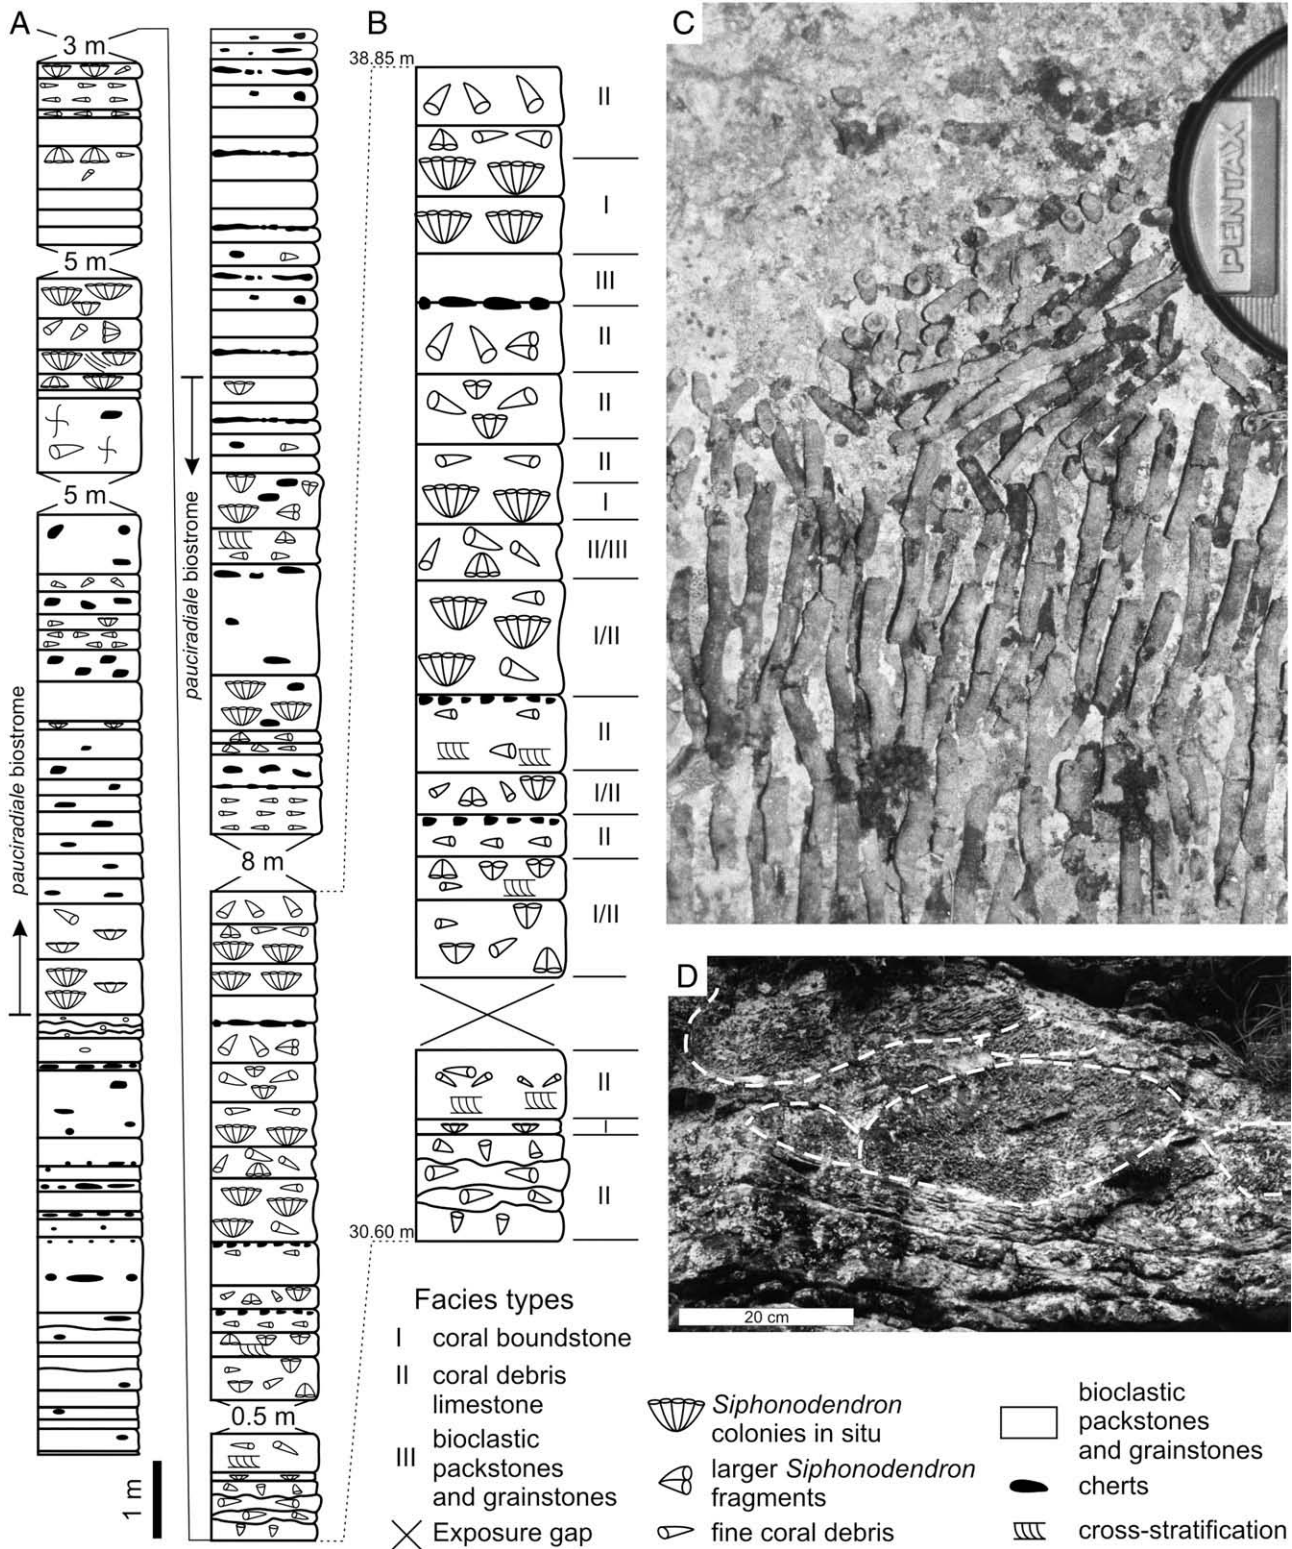 A
3 m
5 m
5 m
pauciradiale biostrome
1 m
pauciradiale biostrome
8 m
0.5 m
B
38.85 m
II
I
III
II
II
II
I
II/III
I/II
II
I/II
II
I/II
II
I
II
30.60 m
C
PENTAX
D
20 cm
Facies types
I coral boundstone
II coral debris
limestone
III bioclastic
packstones
and grainstones
Exposure gap
Siphonodendron
colonies in situ
larger Siphonodendron
fragments
fine coral debris
bioclastic
packstones
and grainstones
cherts
cross-stratification